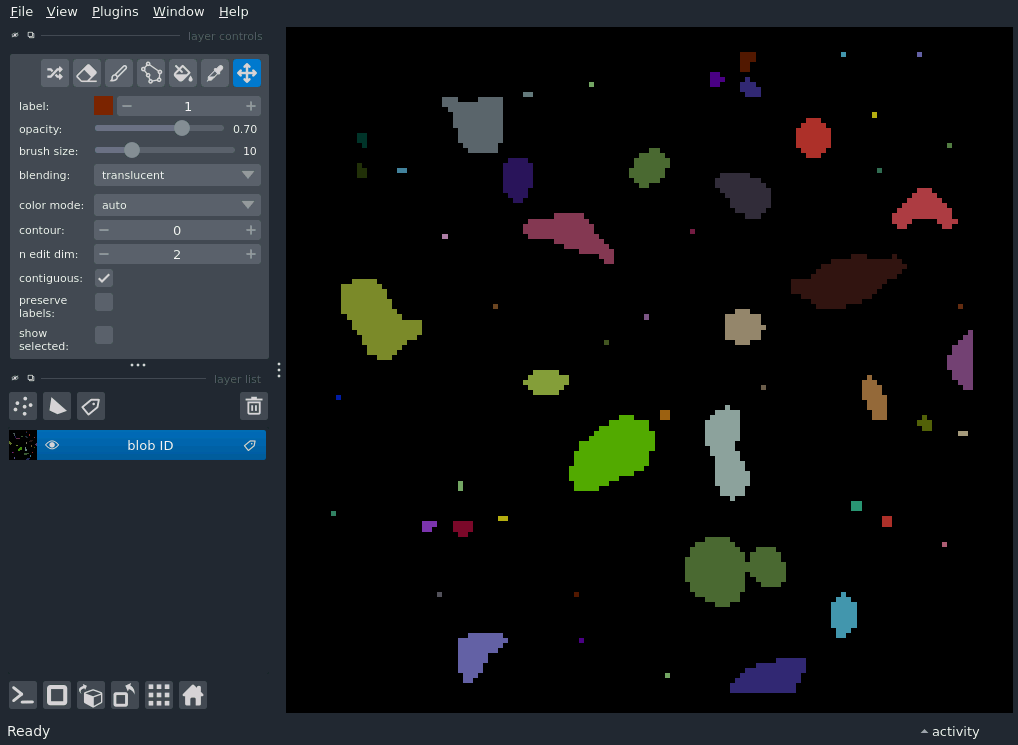 File View Plugins Window Help
layer controls
label: 1
opacity: 0.70
brush size: 10
blending: translucent
color mode: auto
contour: 0
n edit dim: 2
contiguous:
preserve
labels:
show
selected:
layer list
blob ID
Ready
activity